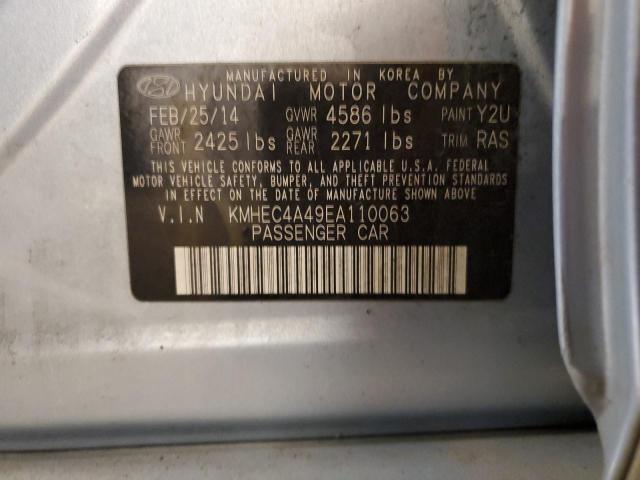 MANUFACTURED IN KOREA BY
HYUNDAI MOTOR COMPANY
FEB/25/14 GVWR 4586 lbs PAINT Y2U
GAWR FRONT 2425 lbs GAWR REAR 2271 lbs TRIM RAS
THIS VEHICLE CONFORMS TO ALL APPLICABLE U.S.A. FEDERAL
MOTOR VEHICLE SAFETY, BUMPER, AND THEFT PREVENTION STANDARDS
IN EFFECT ON THE DATE OF MANUFACTURE SHOWN ABOVE.
V.I.N KMHEC4A49EA110063
PASSENGER CAR